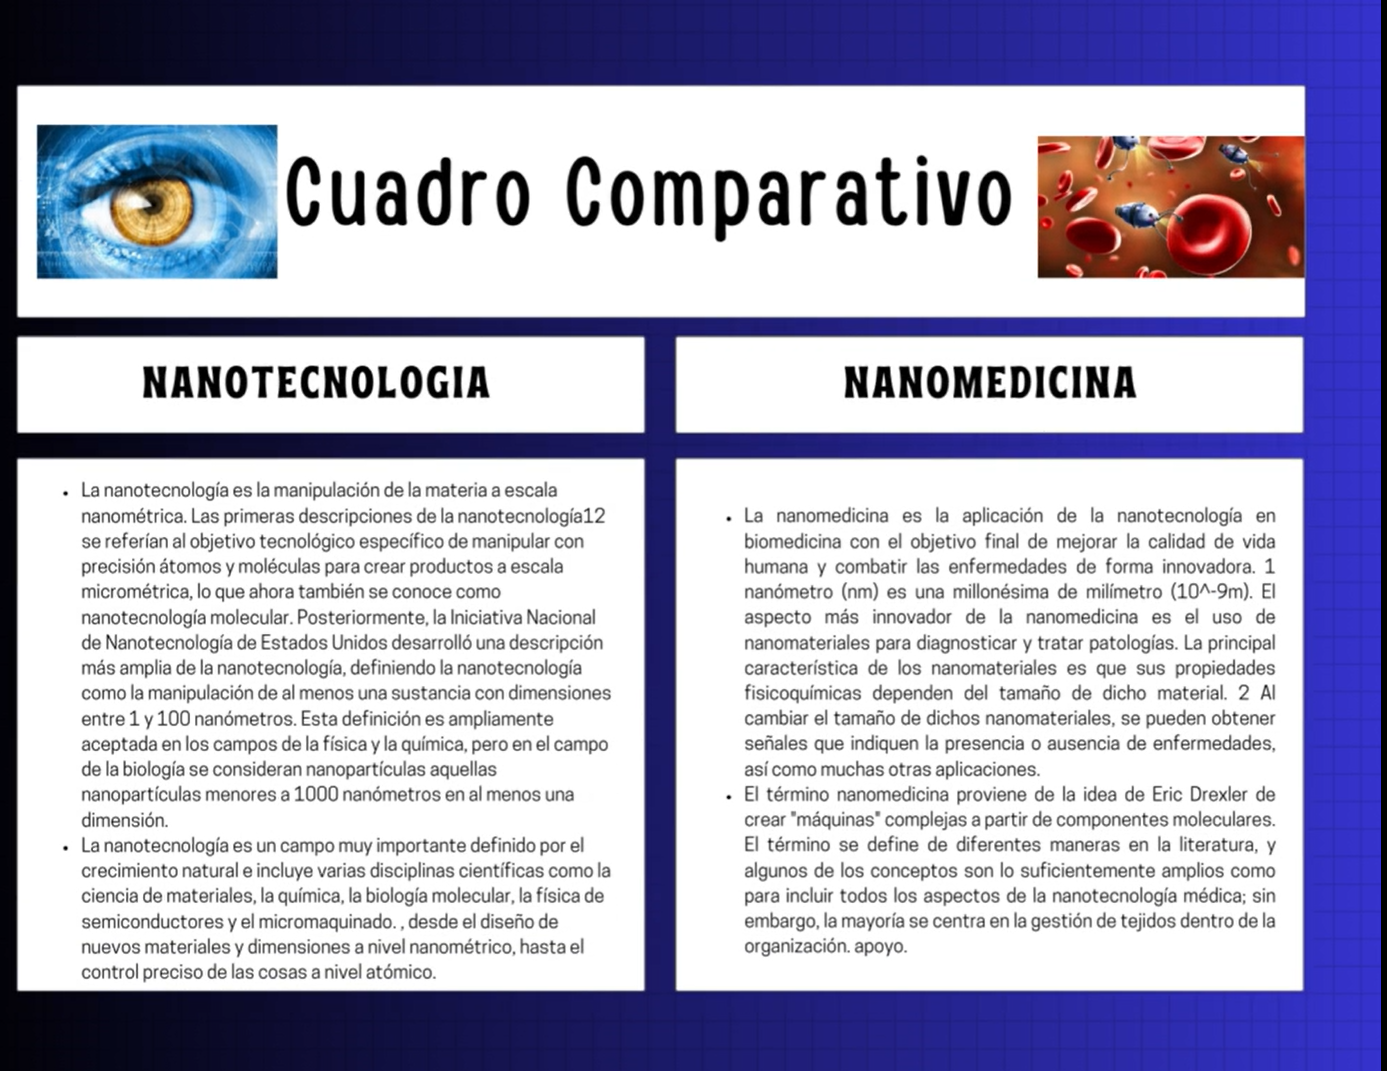 Cuadro Comparativo
NANOTECNOLOGIA
NANOMEDICINA
• La nanotecnología es la manipulación de la materia a escala
nanométrica. Las primeras descripciones de la nanotecnología12
se referían al objetivo tecnológico específico de manipular con
precisión átomos y moléculas para crear productos a escala
micrométrica, lo que ahora también se conoce como
nanotecnología molecular. Posteriormente, la Iniciativa Nacional
de Nanotecnología de Estados Unidos desarrolló una descripción
más amplia de la nanotecnología, definiendo la nanotecnología
como la manipulación de al menos una sustancia con dimensiones
entre 1 y 100 nanómetros. Esta definición es ampliamente
aceptada en los campos de la física y la química, pero en el campo
de la biología se consideran nanopartículas aquellas
nanopartículas menores a 1000 nanómetros en al menos una
dimensión.
• La nanotecnología es un campo muy importante definido por el
crecimiento natural e incluye varias disciplinas científicas como la
ciencia de materiales, la química, la biología molecular, la física de
semiconductores y el micromaquinado. , desde el diseño de
nuevos materiales y dimensiones a nivel nanométrico, hasta el
control preciso de las cosas a nivel atómico.
• La nanomedicina es la aplicación de la nanotecnología en
biomedicina con el objetivo final de mejorar la calidad de vida
humana y combatir las enfermedades de forma innovadora. 1
nanómetro (nm) es una millonésima de milímetro (10^-9m). El
aspecto más innovador de la nanomedicina es el uso de
nanomateriales para diagnosticar y tratar patologías. La principal
característica de los nanomateriales es que sus propiedades
fisicoquímicas dependen del tamaño de dicho material. 2 Al
cambiar el tamaño de dichos nanomateriales, se pueden obtener
señales que indiquen la presencia o ausencia de enfermedades,
así como muchas otras aplicaciones.
• El término nanomedicina proviene de la idea de Eric Drexler de
crear "máquinas" complejas a partir de componentes moleculares.
El término se define de diferentes maneras en la literatura, y
algunos de los conceptos son lo suficientemente amplios como
para incluir todos los aspectos de la nanotecnología médica; sin
embargo, la mayoría se centra en la gestión de tejidos dentro de la
organización. apoyo.